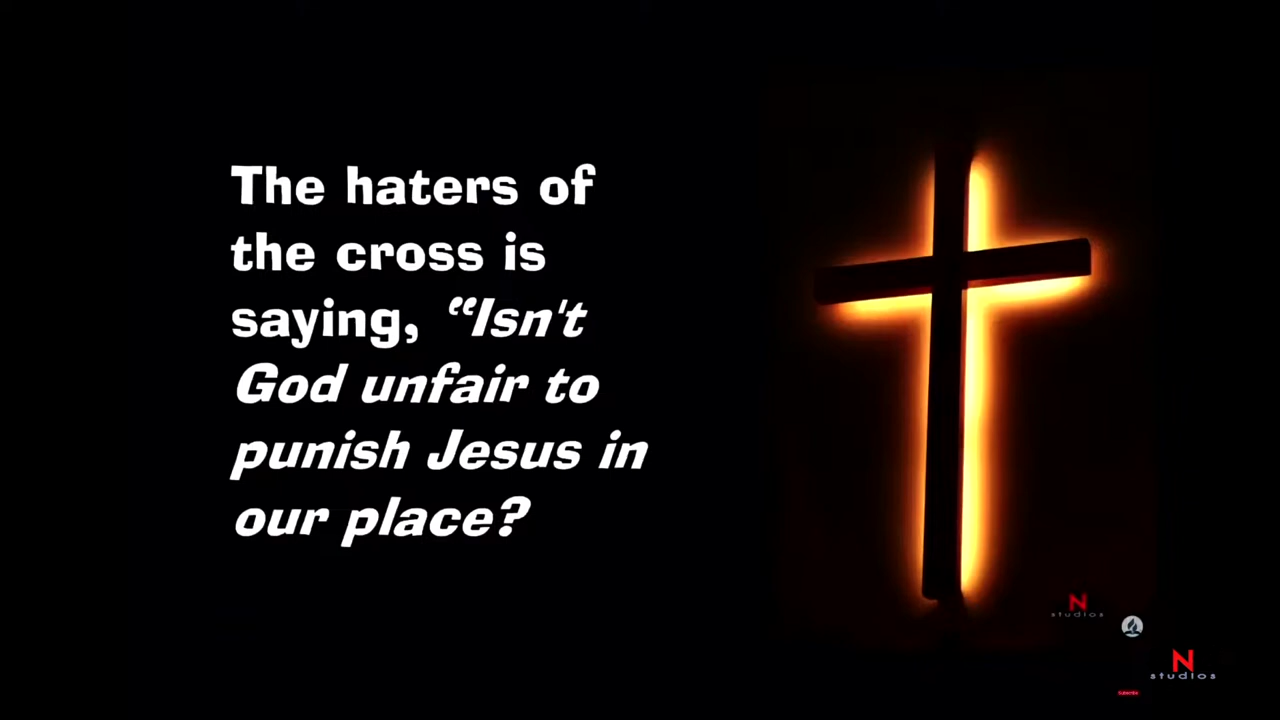 The haters of
the cross is
saying, “Isn't
God unfair to
punish Jesus in
our place?
N
studios
N
studios